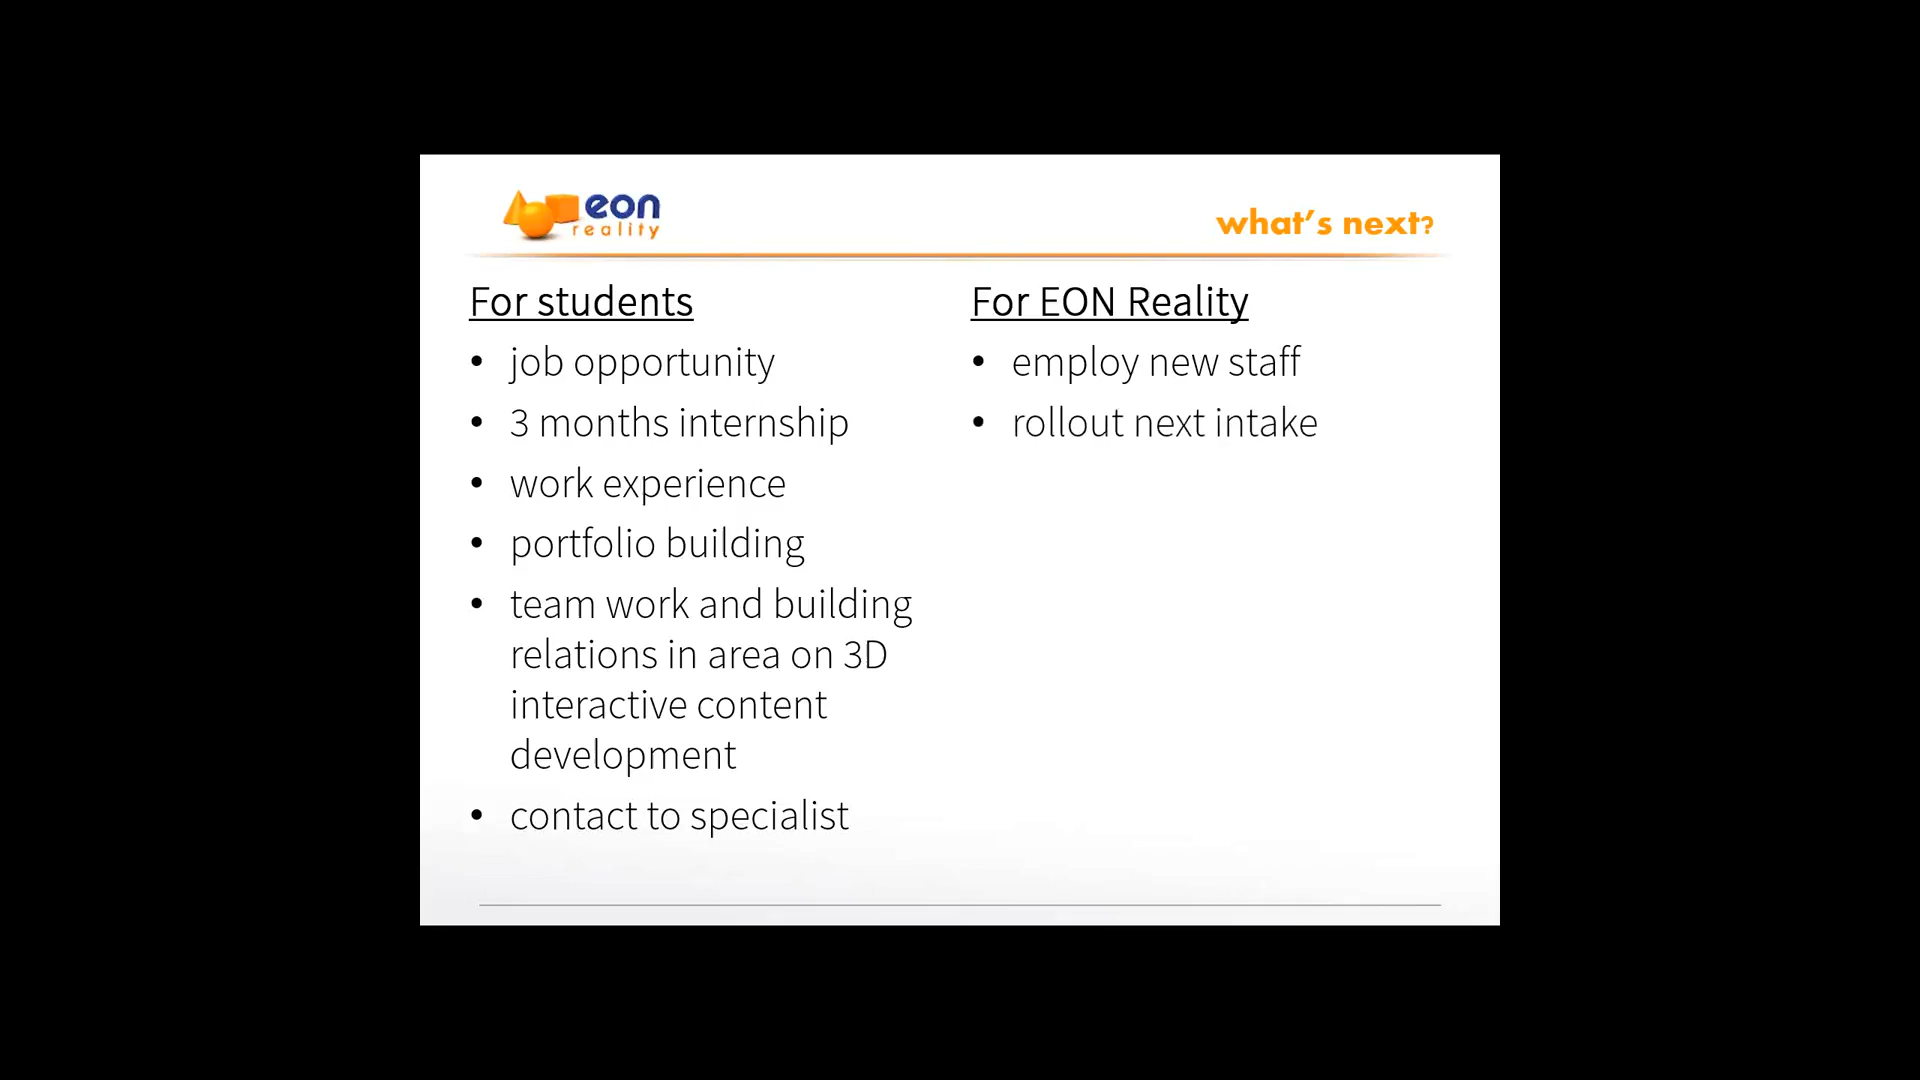 eon
reality
what's next?
For students
• job opportunity
• 3 months internship
• work experience
• portfolio building
• team work and building
relations in area on 3D
interactive content
development
• contact to specialist
For EON Reality
• employ new staff
• rollout next intake